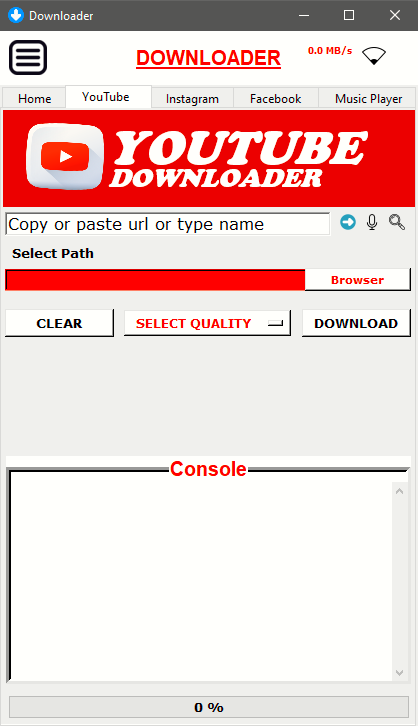 Downloader
DOWNLOADER
0.0 MB/s
Home YouTube Instagram Facebook Music Player
YOUTUBE
DOWNLOADER
Copy or paste url or type name
Select Path
Browser
CLEAR SELECT QUALITY DOWNLOAD
Console
0 %